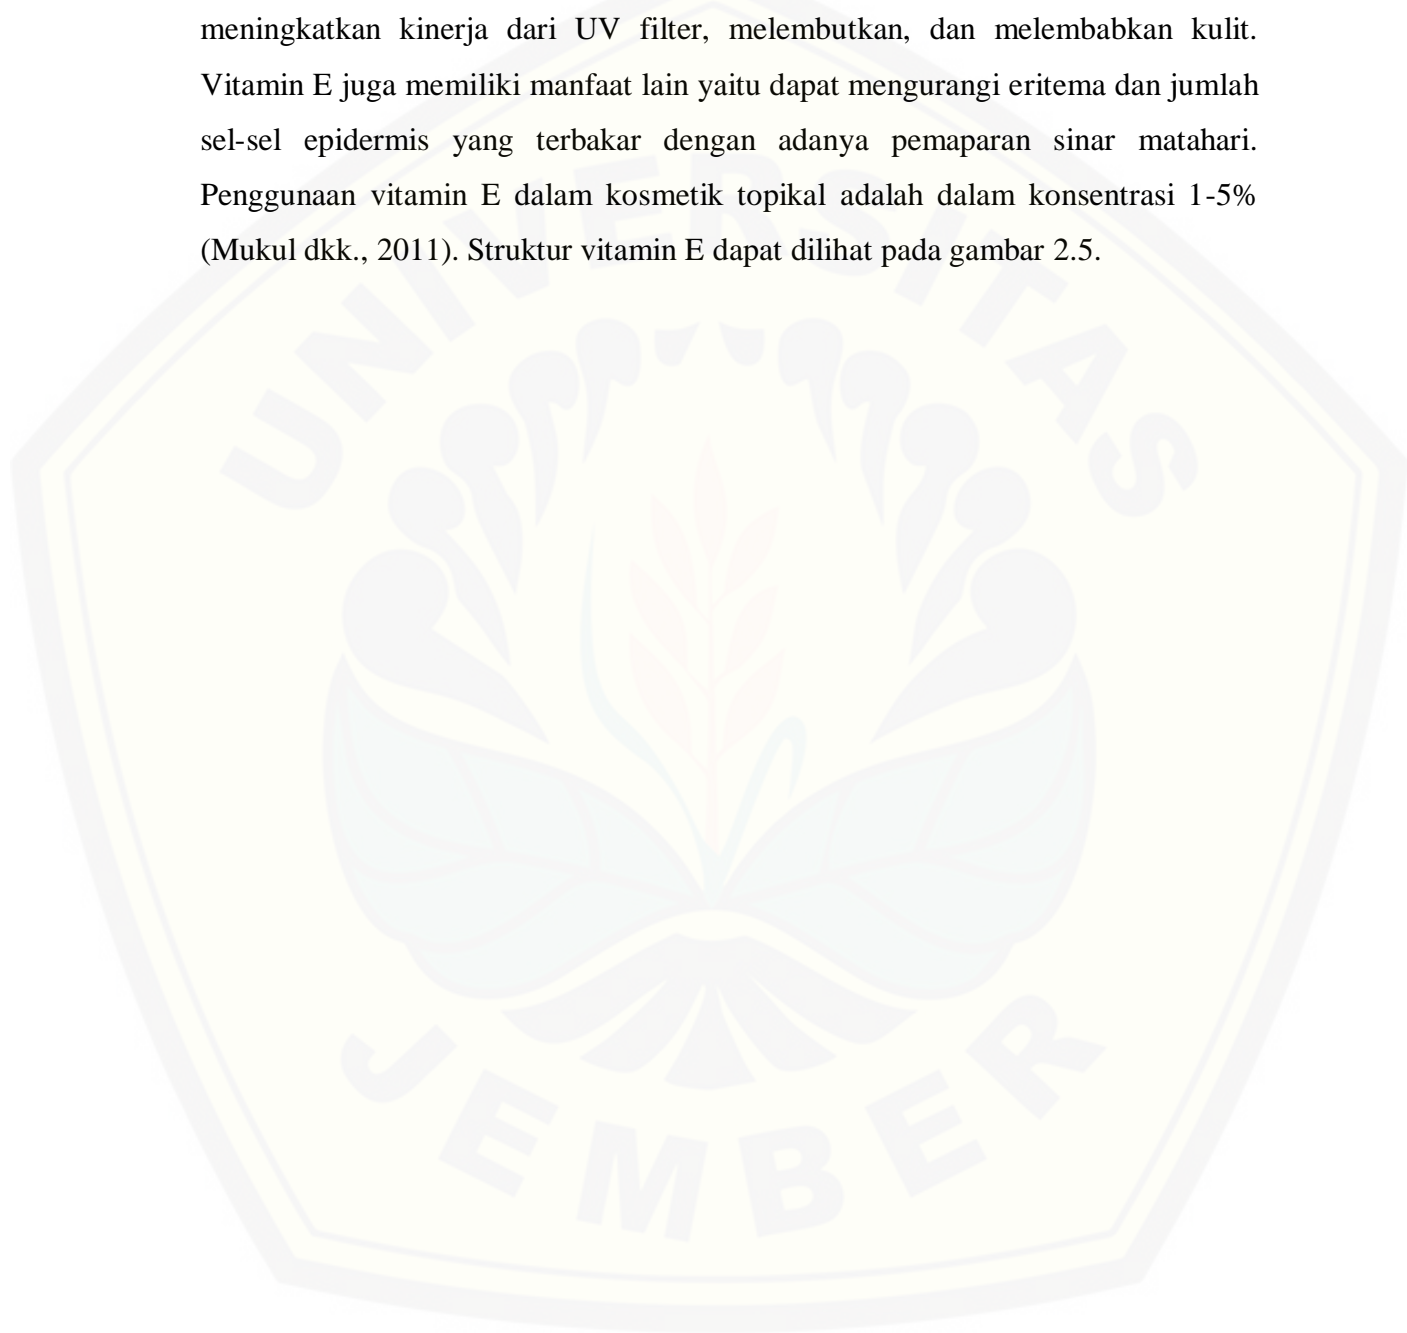 meningkatkan kinerja dari UV filter, melembutkan, dan melembabkan kulit.
Vitamin E juga memiliki manfaat lain yaitu dapat mengurangi eritema dan jumlah
sel-sel epidermis yang terbakar dengan adanya pemaparan sinar matahari.
Penggunaan vitamin E dalam kosmetik topikal adalah dalam konsentrasi 1-5%
(Mukul dkk., 2011). Struktur vitamin E dapat dilihat pada gambar 2.5.
UNIVERSITAS
JEMBER